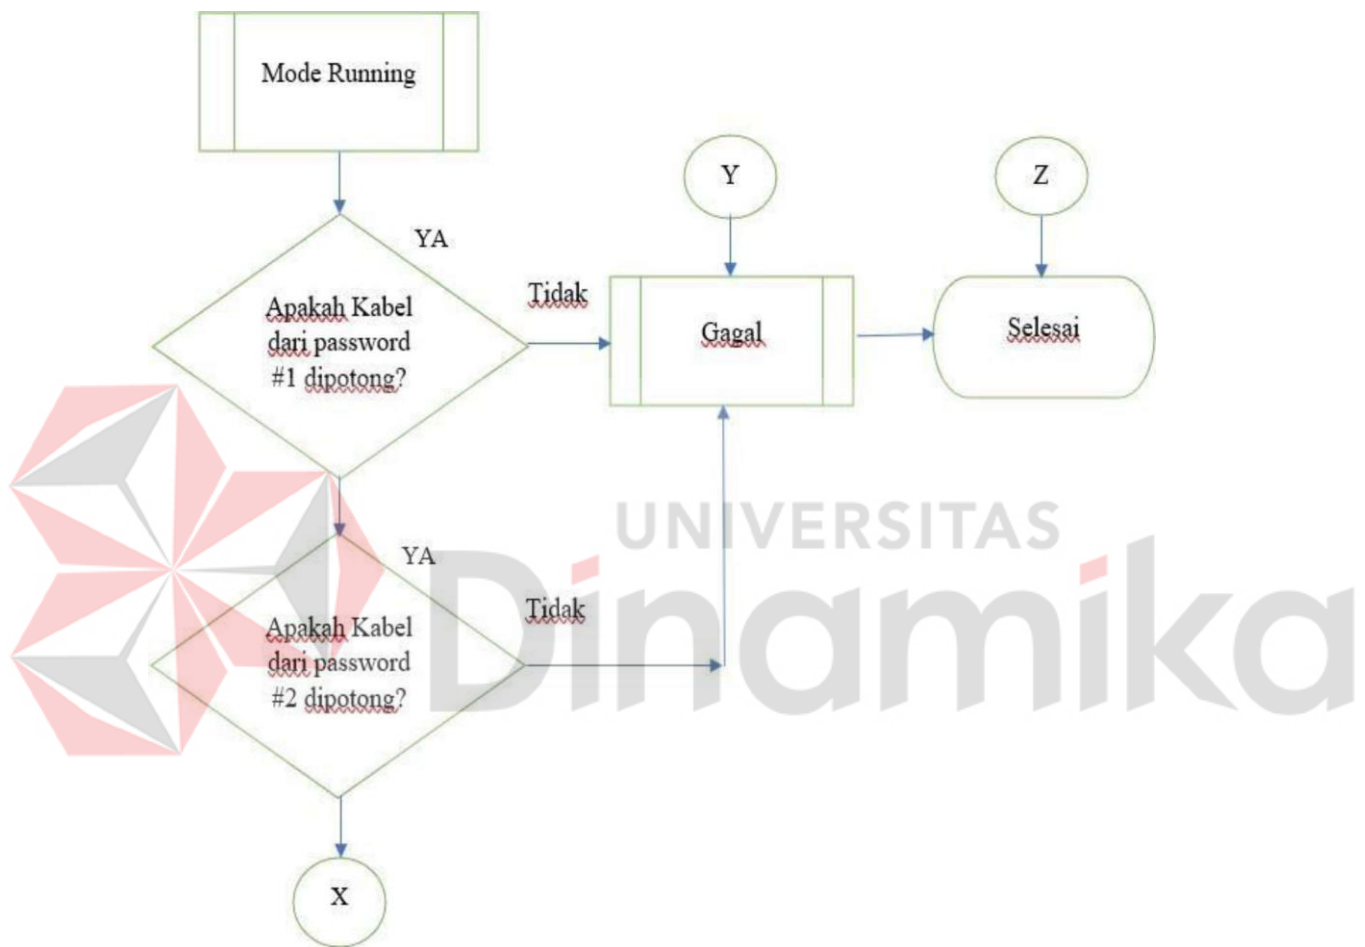 Mode Running
YA
Apakah Kabel
dari password
#1 dipotong?
Tidak
Y
Gagal
Z
Selesai
YA
Apakah Kabel
dari password
#2 dipotong?
Tidak
X
UNIVERSITAS
Dinamika